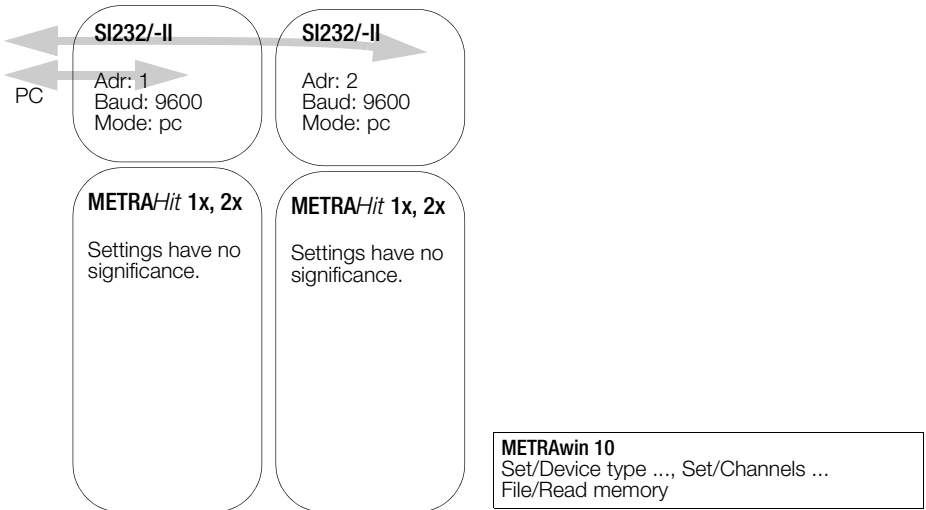 SI232/-II
Adr: 1
Baud: 9600
Mode: pc
SI232/-II
Adr: 2
Baud: 9600
Mode: pc
PC
METRAHit 1x, 2x
Settings have no
significance.
METRAHit 1x, 2x
Settings have no
significance.
METRAwin 10
Set/Device type ..., Set/Channels ...
File/Read memory